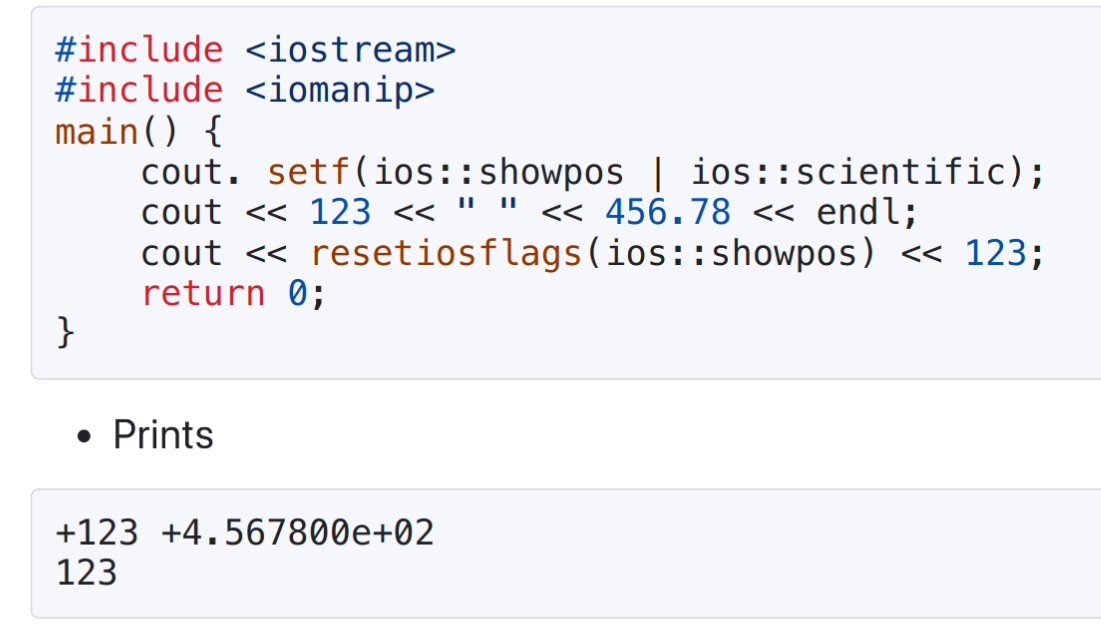 #include <iostream>
#include <iomanip>
main() {
    cout. setf(ios::showpos | ios::scientific);
    cout << 123 << " " << 456.78 << endl;
    cout << resetiosflags(ios::showpos) << 123;
    return 0;
}
• Prints
+123 +4.567800e+02
123